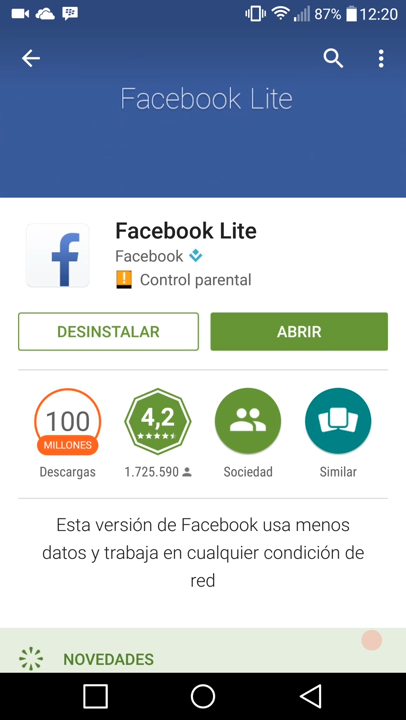 87% 12:20
Facebook Lite
Facebook Lite
Facebook
Control parental
DESINSTALAR
ABRIR
100
MILLONES
4,2
Descargas
1.725.590
Sociedad
Similar
Esta versión de Facebook usa menos
datos y trabaja en cualquier condición de
red
NOVEDADES